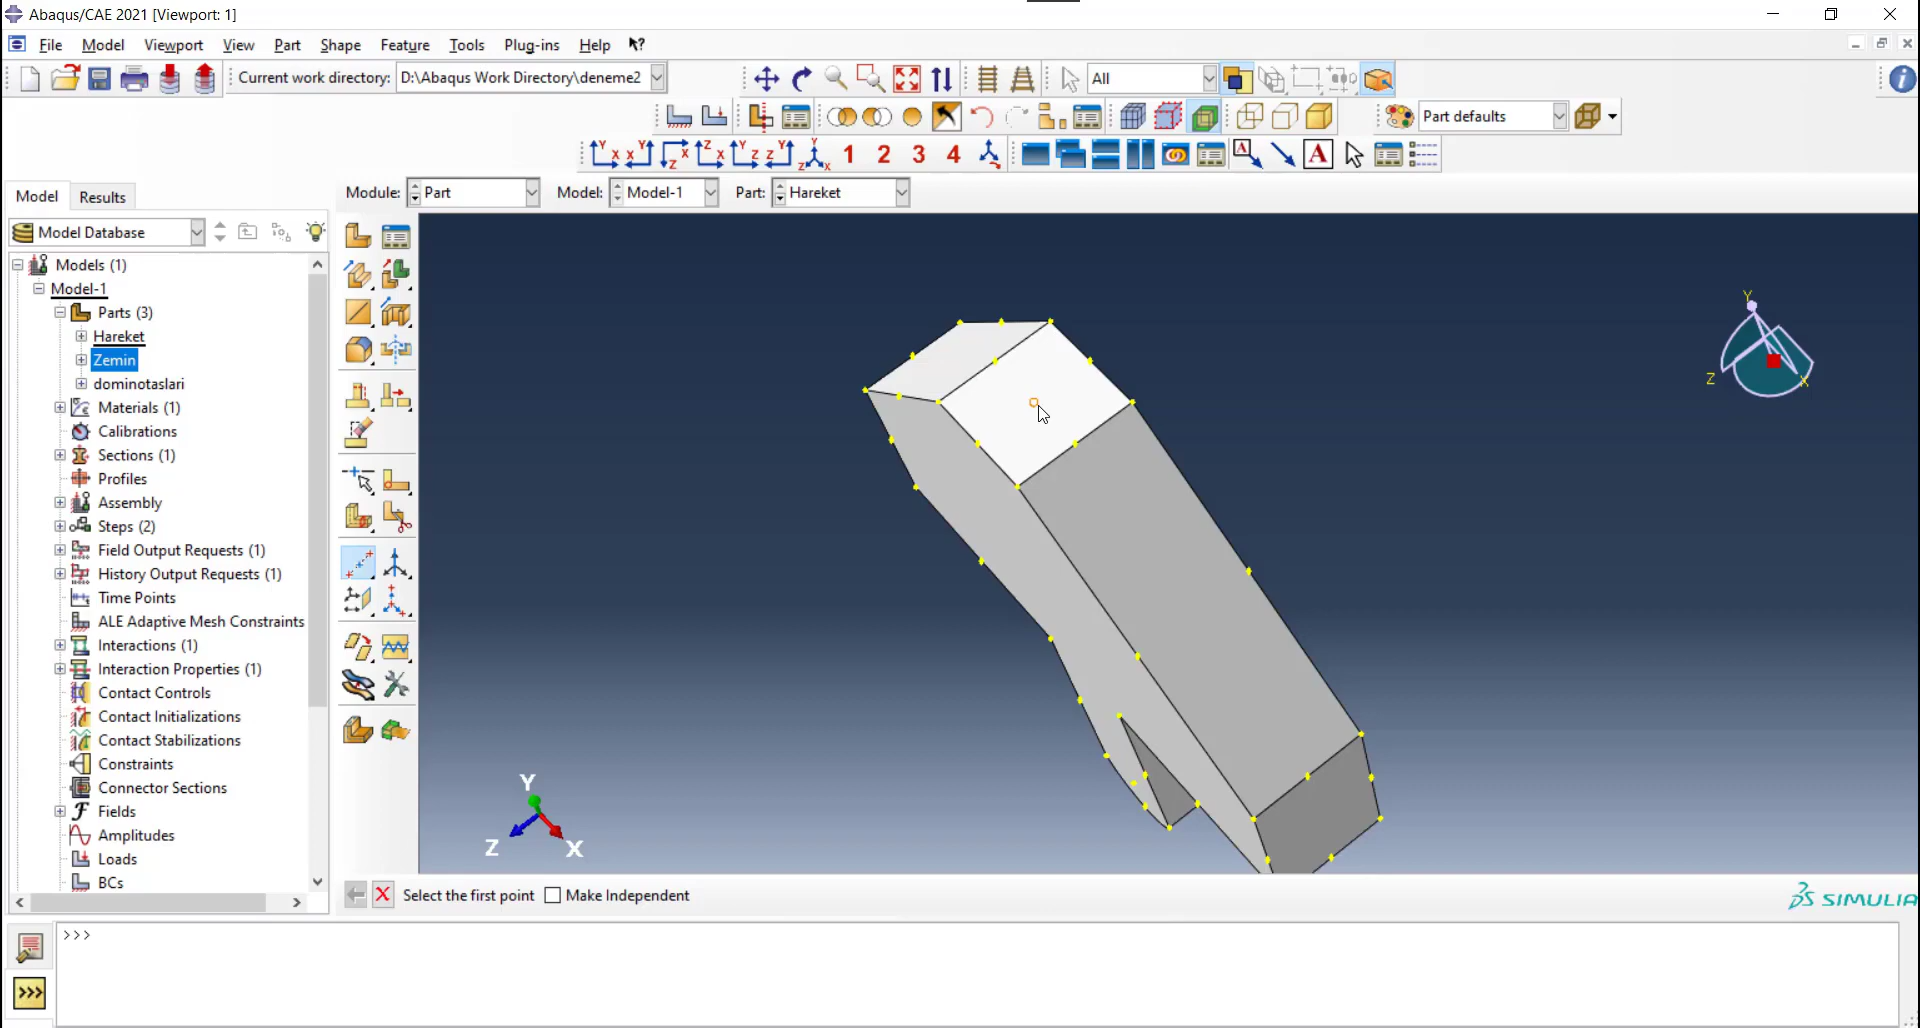 Abaqus/CAE 2021 [Viewport: 1]
File Model Viewport View Part Shape Feature Tools Plug-ins Help
Current work directory: D:\Abaqus Work Directory\deneme2
All
Part defaults
1 2 3 4
Model Results
Module: Part Model: Model-1 Part: Hareket
Model Database
Models (1)
Model-1
Parts (3)
Hareket
Zemin
dominotaslari
Materials (1)
Calibrations
Sections (1)
Profiles
Assembly
Steps (2)
Field Output Requests (1)
History Output Requests (1)
Time Points
ALE Adaptive Mesh Constraints
Interactions (1)
Interaction Properties (1)
Contact Controls
Contact Initializations
Contact Stabilizations
Constraints
Connector Sections
Fields
Amplitudes
Loads
BCs
Y
Z
X
Y
Z
X
Select the first point Make Independent
SIMULIA
>>>
>>>